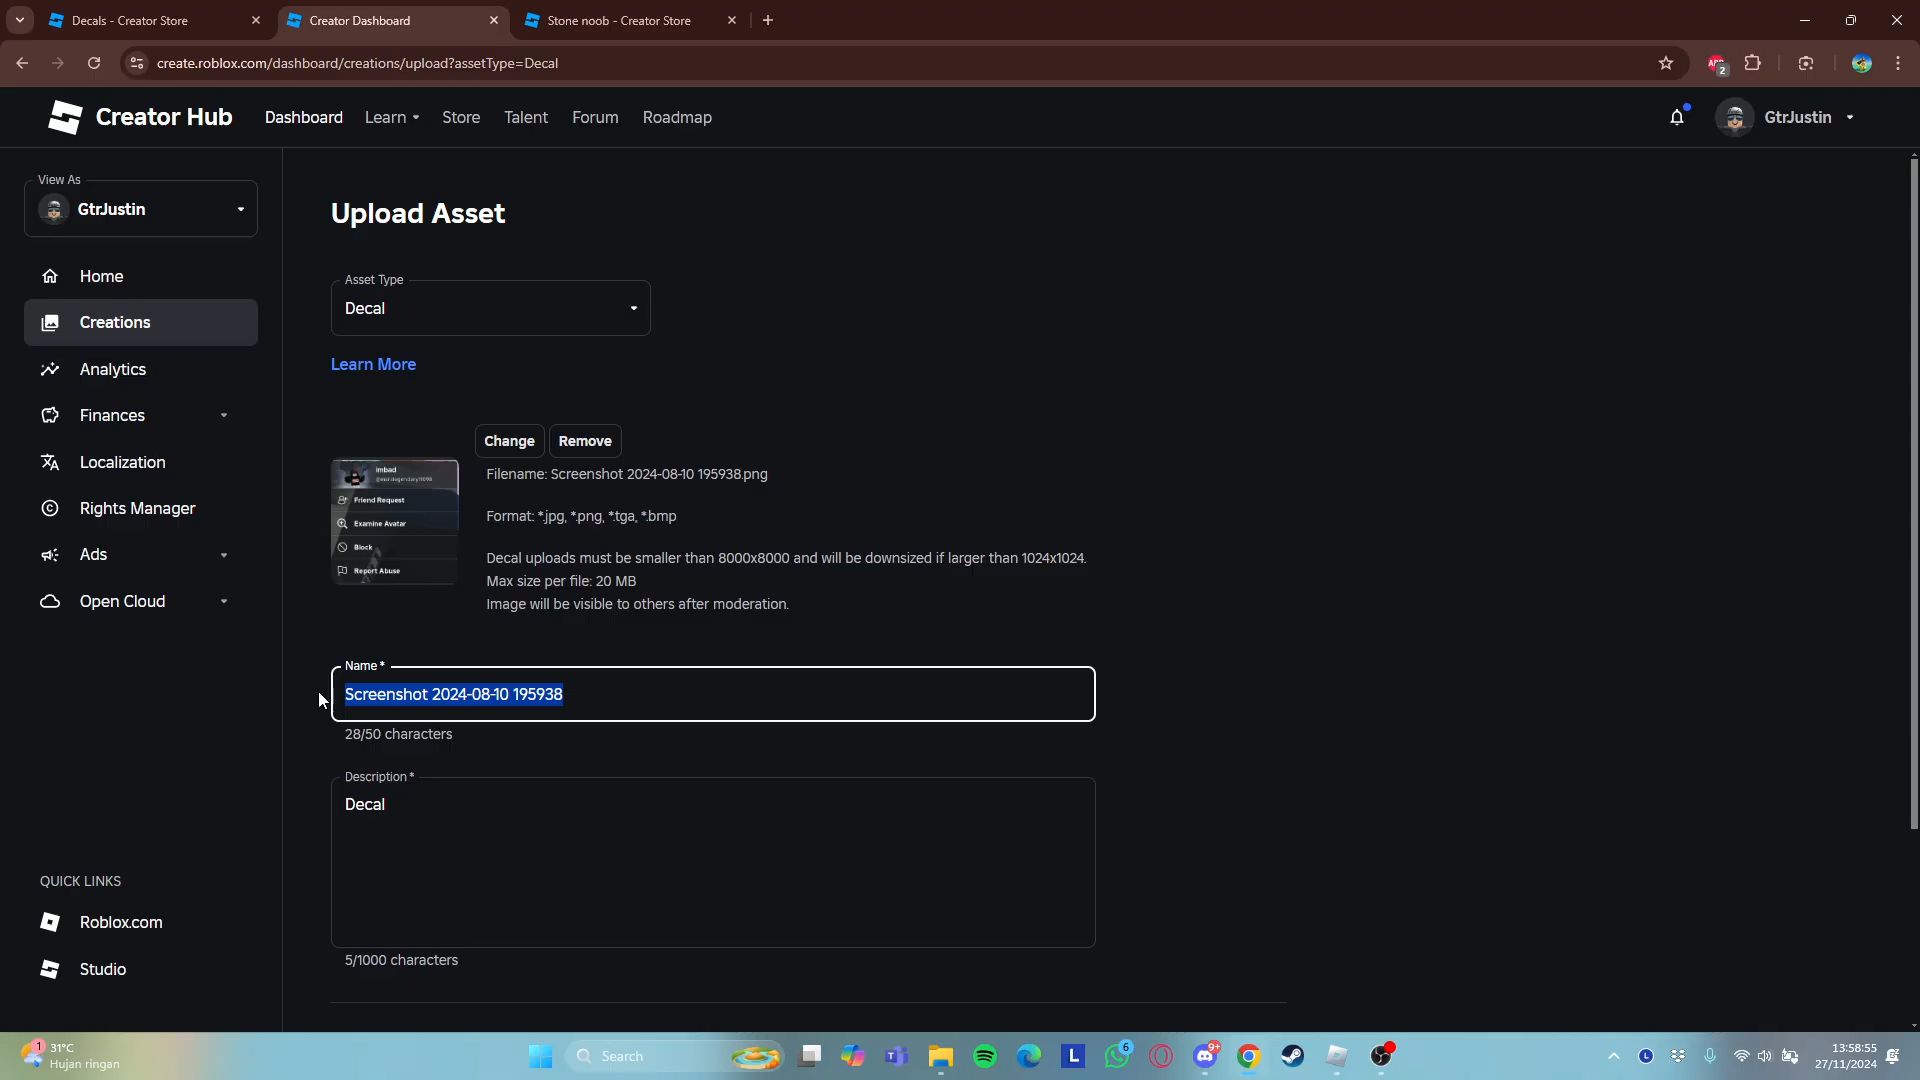 Decals - Creator Store
Creator Dashboard
Stone noob - Creator Store
create.roblox.com/dashboard/creations/upload?assetType=Decal
2
Creator Hub
Dashboard
Learn
Store
Talent
Forum
Roadmap
GtrJustin
View As
GtrJustin
Home
Creations
Analytics
Finances
Localization
Rights Manager
Ads
Open Cloud
QUICK LINKS
Roblox.com
Studio
Upload Asset
Asset Type
Decal
Learn More
Change
Remove
imbad
Friend Request
Examine Avatar
Block
Report Abuse
Filename: Screenshot 2024-08-10 195938.png
Format: *.jpg, *.png, *.tga, *.bmp
Decal uploads must be smaller than 8000x8000 and will be downsized if larger than 1024x1024.
Max size per file: 20 MB
Image will be visible to others after moderation.
Name *
Screenshot 2024-08-10 195938
28/50 characters
Description *
Decal
5/1000 characters
1
31°C
Hujan ringan
Search
L
6
9+
L
13:58:55
27/11/2024